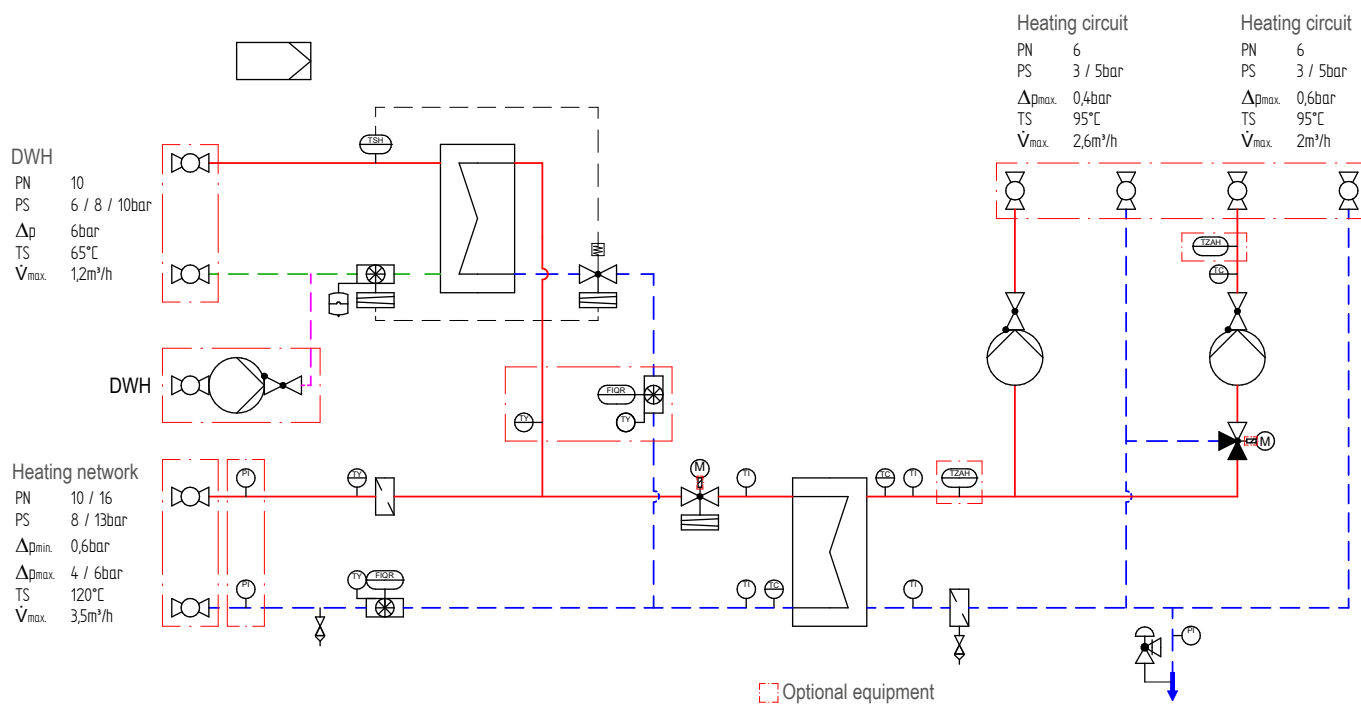 Heating circuit
PN 6
PS 3 / 5bar
Δpmax. 0,4bar
TS 95°C
V̇max. 2,6m³/h
Heating circuit
PN 6
PS 3 / 5bar
Δpmax. 0,6bar
TS 95°C
V̇max. 2m³/h
DWH
PN 10
PS 6 / 8 / 10bar
Δp 6bar
TS 65°C
V̇max. 1,2m³/h
TSH
TZAH
TC
DWH
FIQR
TY
TY
M
Heating network
PN 10 / 16
PS 8 / 13bar
Δpmin. 0,6bar
Δpmax. 4 / 6bar
TS 120°C
V̇max. 3,5m³/h
PI
TY
M
TI
TC
TI
TZAH
PI
TY
FIQR
TI
TC
TI
PI
Optional equipment